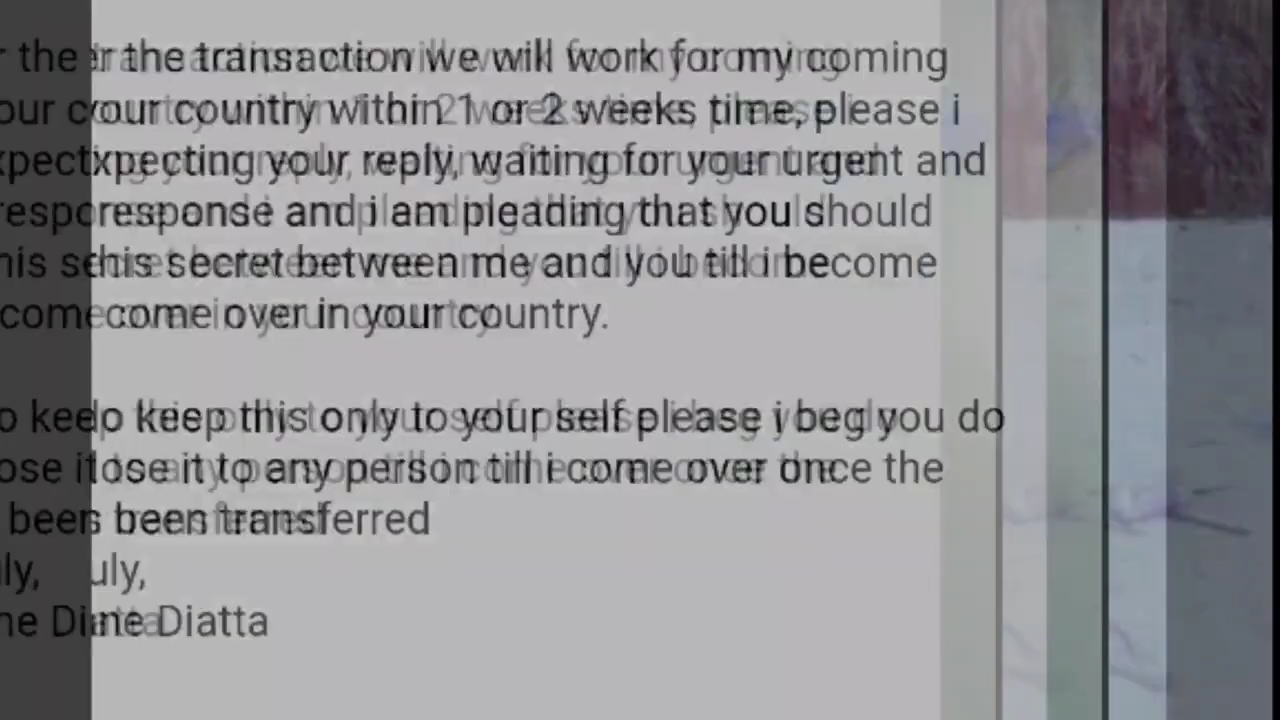 r the transaction we will work for my coming
our country within 1 or 2 weeks time, please i
xpecting your reply, waiting for your urgent and
response and i am pleading that you should
his secret between me and you till i become
come over in your country.
o keep this only to your self please i beg you do
ose it to any person till i come over once the
been transferred
uly,
ne Diatta